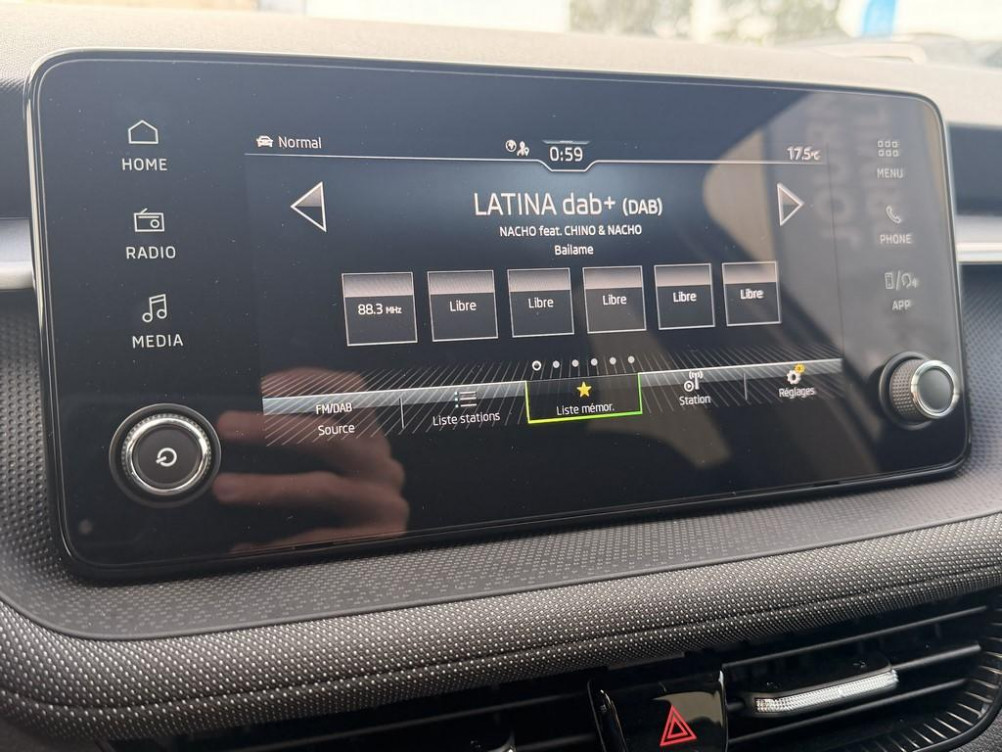 HOME
RADIO
MEDIA
Normal
0:59
17.5°C
LATINA dab+ (DAB)
NACHO feat. CHINO & NACHO
Bailame
88.3 MHz
Libre
Libre
Libre
Libre
Libre
FM/DAB
Source
Liste stations
Liste mémor.
Station
Réglages
MENU
PHONE
APP